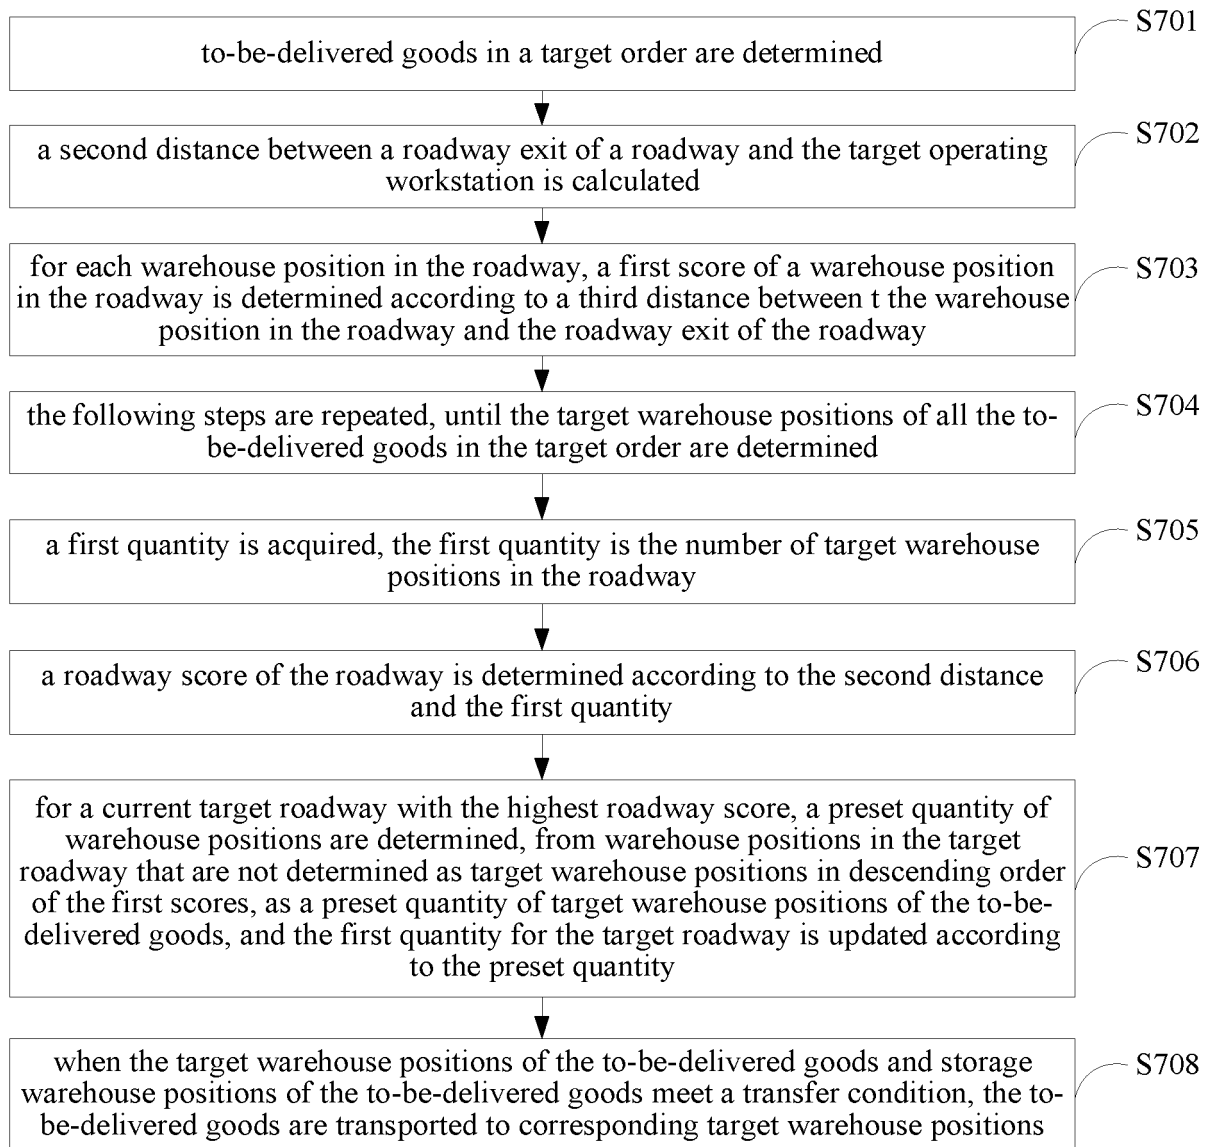 to-be-delivered goods in a target order are determined
S701
a second distance between a roadway exit of a roadway and the target operating
workstation is calculated
S702
for each warehouse position in the roadway, a first score of a warehouse position
in the roadway is determined according to a third distance between t the warehouse
position in the roadway and the roadway exit of the roadway
S703
the following steps are repeated, until the target warehouse positions of all the to-
be-delivered goods in the target order are determined
S704
a first quantity is acquired, the first quantity is the number of target warehouse
positions in the roadway
S705
a roadway score of the roadway is determined according to the second distance
and the first quantity
S706
for a current target roadway with the highest roadway score, a preset quantity of
warehouse positions are determined, from warehouse positions in the target
roadway that are not determined as target warehouse positions in descending order
of the first scores, as a preset quantity of target warehouse positions of the to-be-
delivered goods, and the first quantity for the target roadway is updated according
to the preset quantity
S707
when the target warehouse positions of the to-be-delivered goods and storage
warehouse positions of the to-be-delivered goods meet a transfer condition, the to-
be-delivered goods are transported to corresponding target warehouse positions
S708